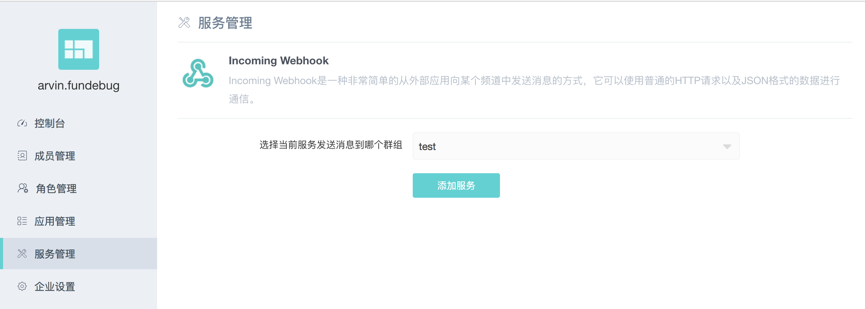 服务管理
arvin.fundebug
控制台
成员管理
角色管理
应用管理
服务管理
企业设置
Incoming Webhook
Incoming Webhook是一种非常简单的从外部应用向某个频道中发送消息的方式，它可以使用普通的HTTP请求以及JSON格式的数据进行
通信。
选择当前服务发送消息到哪个群组
test
添加服务